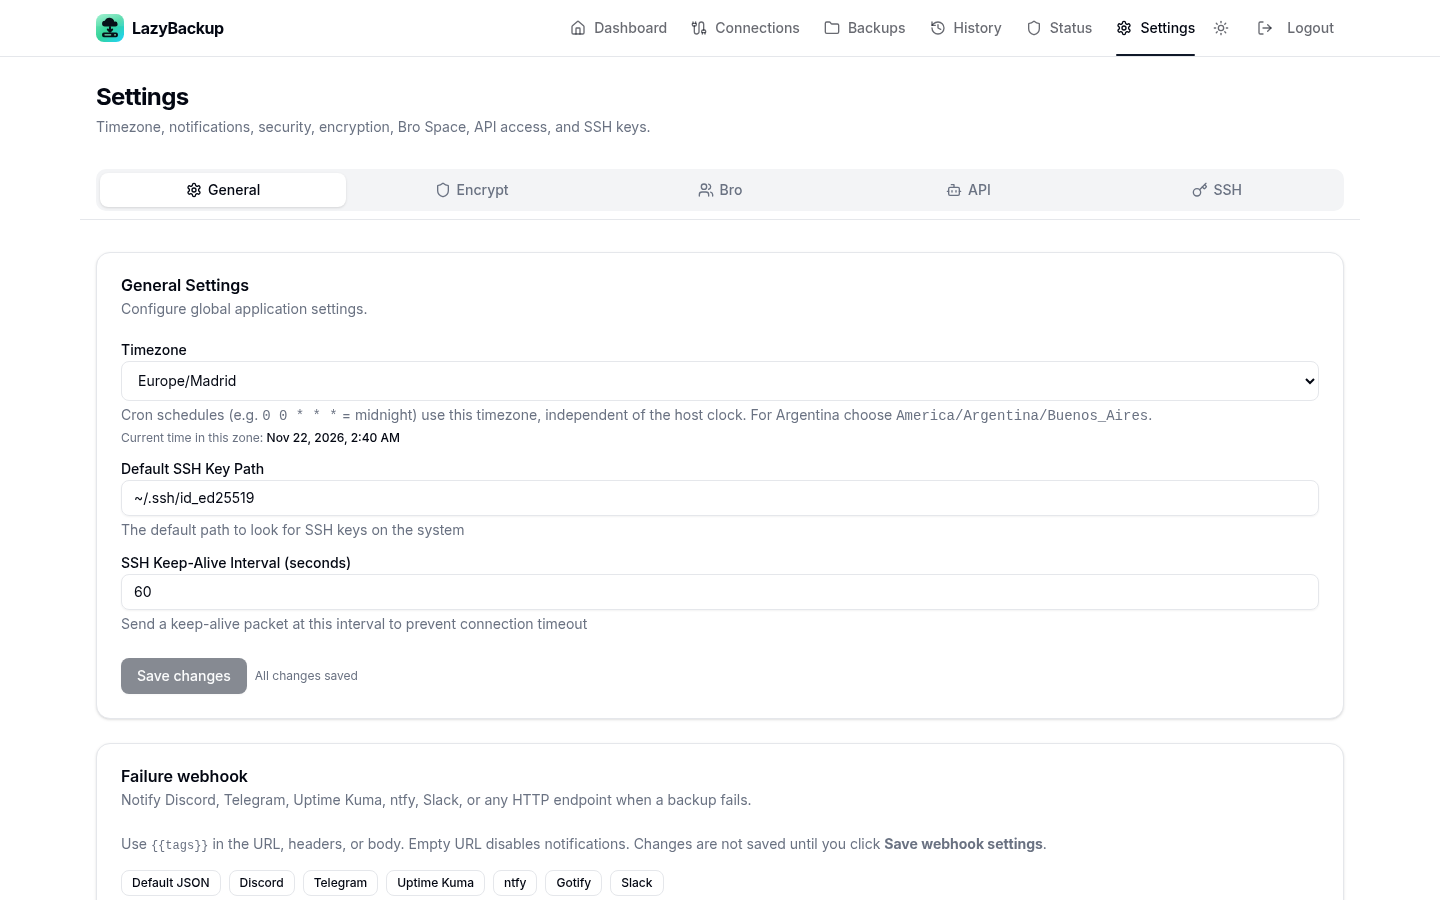 LazyBackup
Dashboard
Connections
Backups
History
Status
Settings
Logout
Settings
Timezone, notifications, security, encryption, Bro Space, API access, and SSH keys.
General
Encrypt
Bro
API
SSH
General Settings
Configure global application settings.
Timezone
Europe/Madrid
Cron schedules (e.g. 0 0 * * * = midnight) use this timezone, independent of the host clock. For Argentina choose America/Argentina/Buenos_Aires.
Current time in this zone: Nov 22, 2026, 2:40 AM
Default SSH Key Path
~/.ssh/id_ed25519
The default path to look for SSH keys on the system
SSH Keep-Alive Interval (seconds)
60
Send a keep-alive packet at this interval to prevent connection timeout
Save changes
All changes saved
Failure webhook
Notify Discord, Telegram, Uptime Kuma, ntfy, Slack, or any HTTP endpoint when a backup fails.
Use {{tags}} in the URL, headers, or body. Empty URL disables notifications. Changes are not saved until you click Save webhook settings.
Default JSON
Discord
Telegram
Uptime Kuma
ntfy
Gotify
Slack